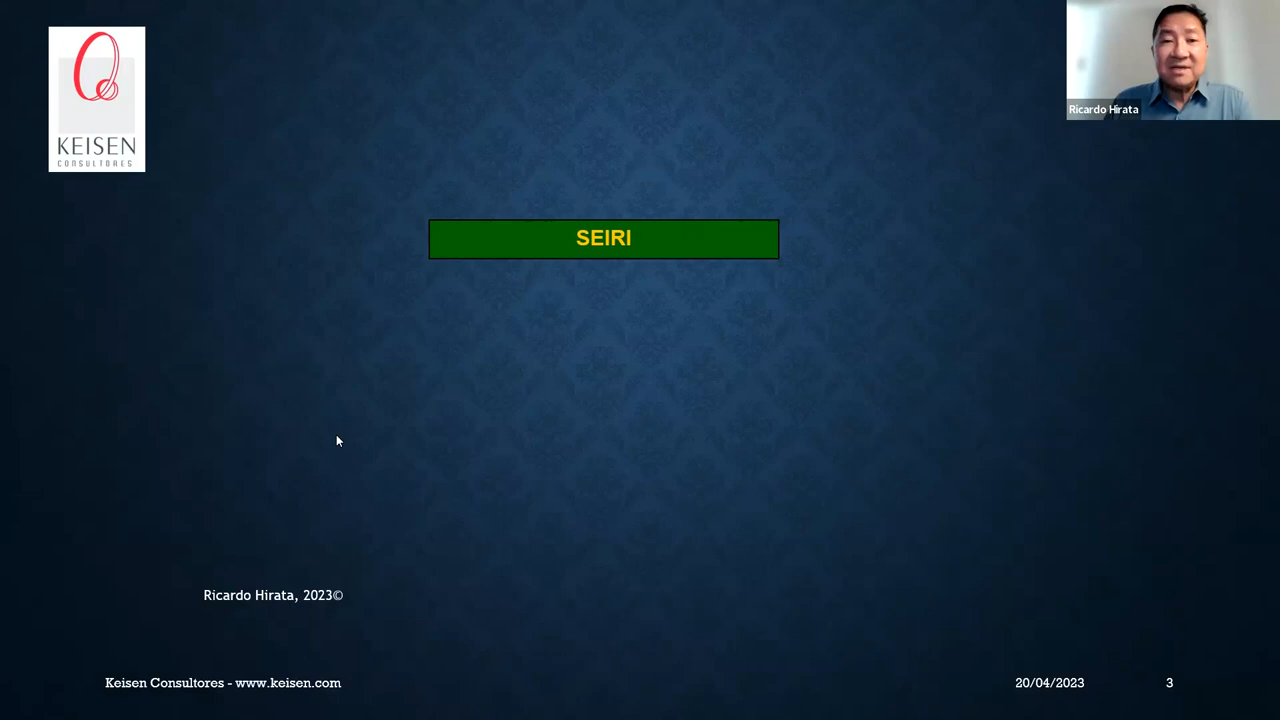 KEISEN
CONSULTORES
Ricardo Hirata
SEIRI
Ricardo Hirata, 2023©
Keisen Consultores - www.keisen.com
20/04/2023
3